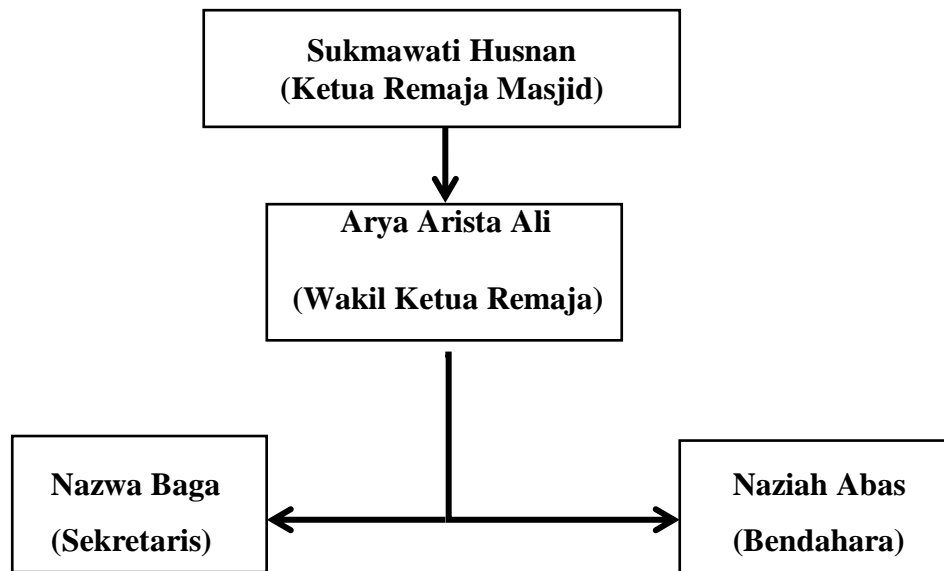 Sukmawati Husnan
(Ketua Remaja Masjid)
Arya Arista Ali
(Wakil Ketua Remaja)
Nazwa Baga
(Sekretaris)
Naziah Abas
(Bendahara)